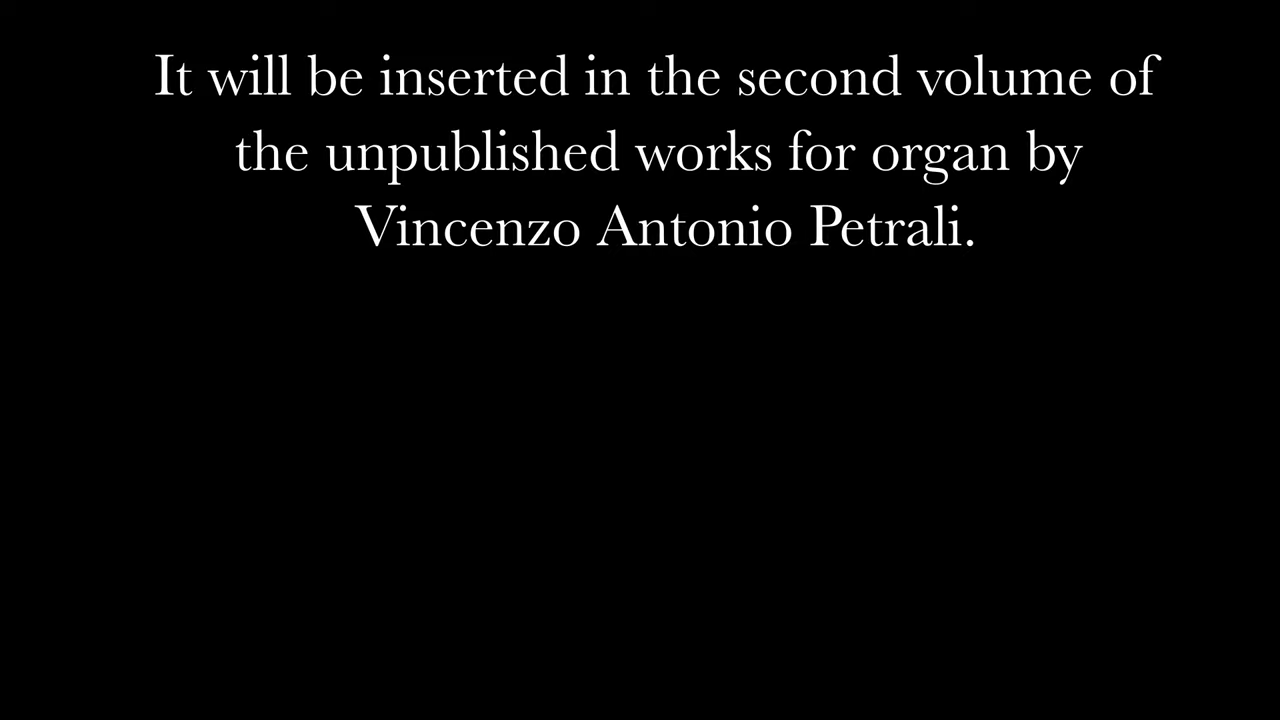 It will be inserted in the second volume of
the unpublished works for organ by
Vincenzo Antonio Petrali.